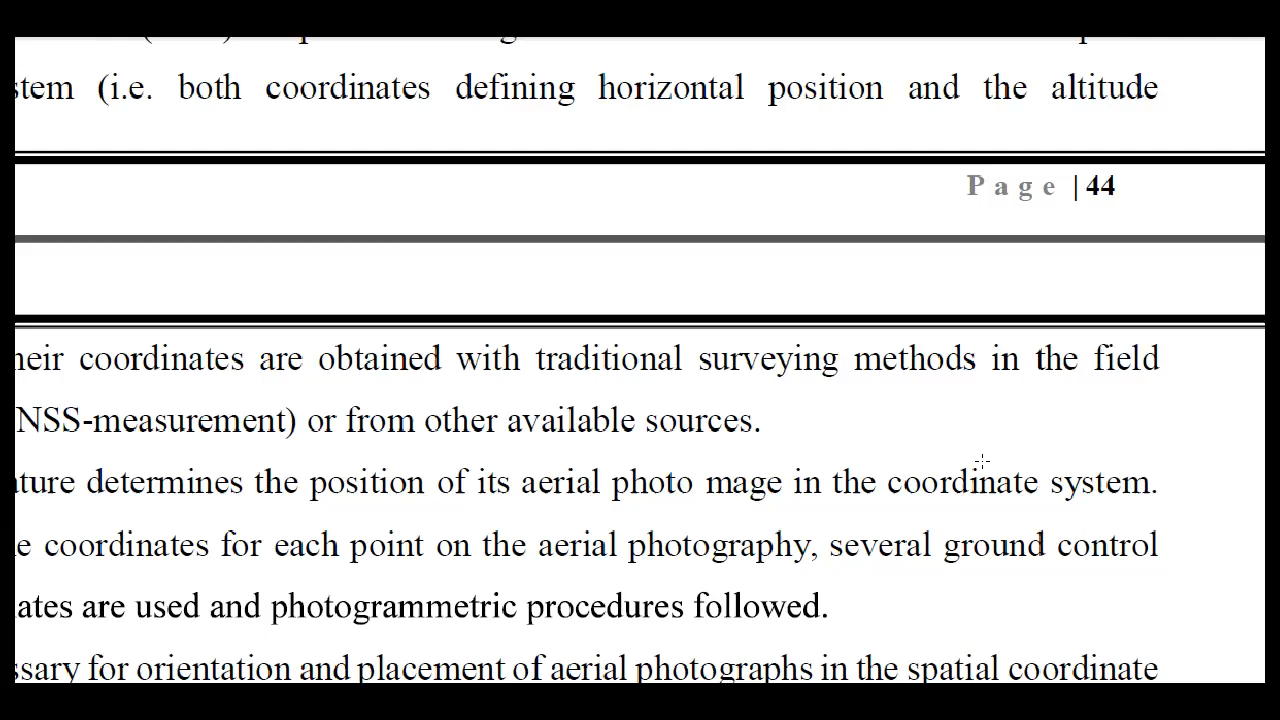 stem (i.e. both coordinates defining horizontal position and the altitude
Page | 44
heir coordinates are obtained with traditional surveying methods in the field
NSS-measurement) or from other available sources.
ature determines the position of its aerial photo mage in the coordinate system.
e coordinates for each point on the aerial photography, several ground control
ates are used and photogrammetric procedures followed.
ssary for orientation and placement of aerial photographs in the spatial coordinate